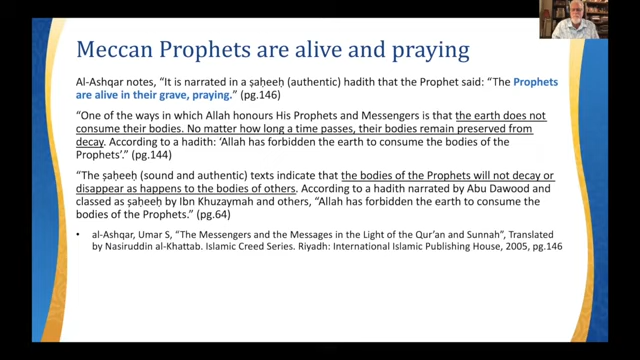 Meccan Prophets are alive and praying
Al-Ashqar notes, “It is narrated in a ṣaḥeeḥ (authentic) hadith that the Prophet said: “The Prophets
are alive in their grave, praying.” (pg.146)
“One of the ways in which Allah honours His Prophets and Messengers is that the earth does not
consume their bodies. No matter how long a time passes, their bodies remain preserved from
decay. According to a hadith: ‘Allah has forbidden the earth to consume the bodies of the
Prophets’.” (pg.144)
“The ṣaḥeeḥ (sound and authentic) texts indicate that the bodies of the Prophets will not decay or
disappear as happens to the bodies of others. According to a hadith narrated by Abu Dawood and
classed as ṣaḥeeḥ by Ibn Khuzaymah and others, “Allah has forbidden the earth to consume the
bodies of the Prophets.” (pg.64)
• al-Ashqar, Umar S, “The Messengers and the Messages in the Light of the Qur’an and Sunnah”, Translated
by Nasiruddin al-Khattab. Islamic Creed Series. Riyadh: International Islamic Publishing House, 2005, pg.146